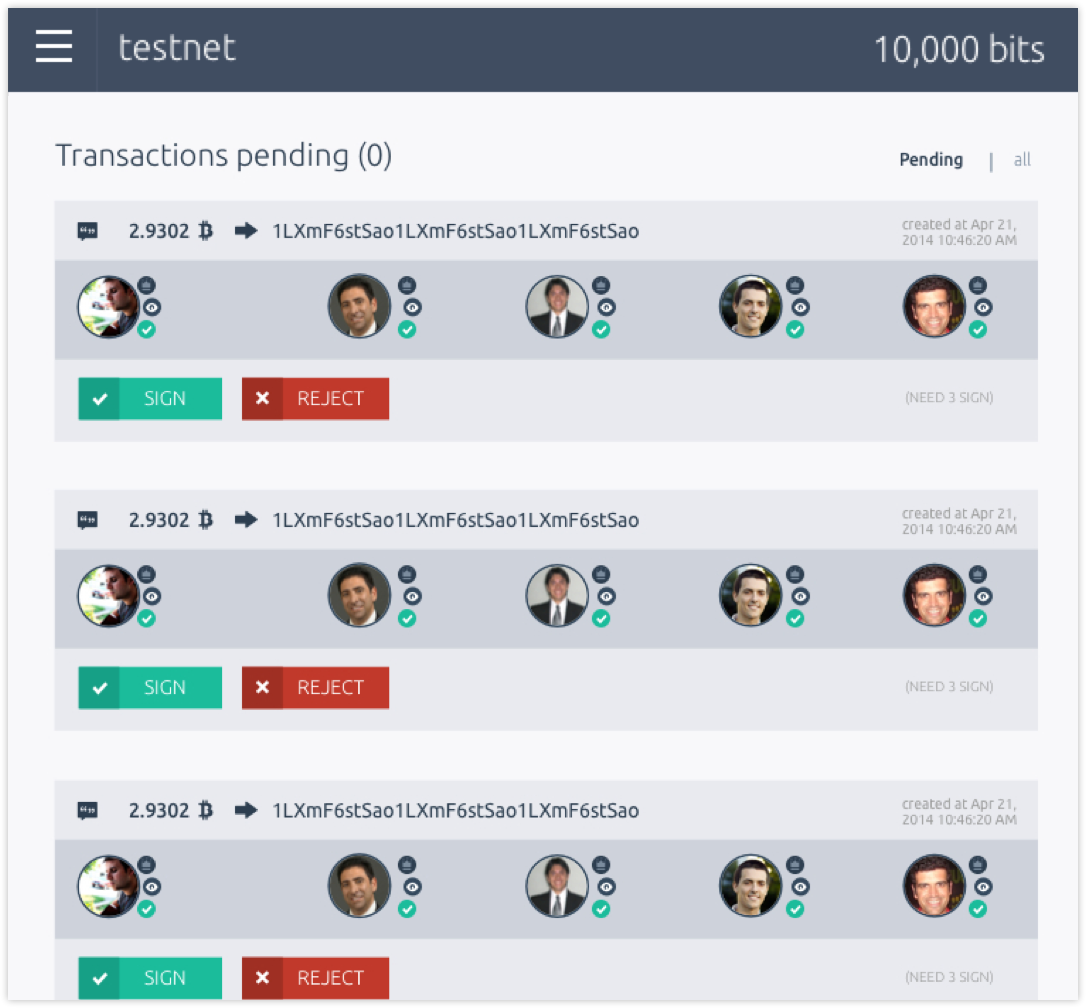 testnet
10,000 bits
Transactions pending (0)
Pending | all
2.9302 ₿ 1LXmF6stSao1LXmF6stSao1LXmF6stSao
created at Apr 21,
2014 10:46:20 AM
SIGN
REJECT
(NEED 3 SIGN)
2.9302 ₿ 1LXmF6stSao1LXmF6stSao1LXmF6stSao
created at Apr 21,
2014 10:46:20 AM
SIGN
REJECT
(NEED 3 SIGN)
2.9302 ₿ 1LXmF6stSao1LXmF6stSao1LXmF6stSao
created at Apr 21,
2014 10:46:20 AM
SIGN
REJECT
(NEED 3 SIGN)